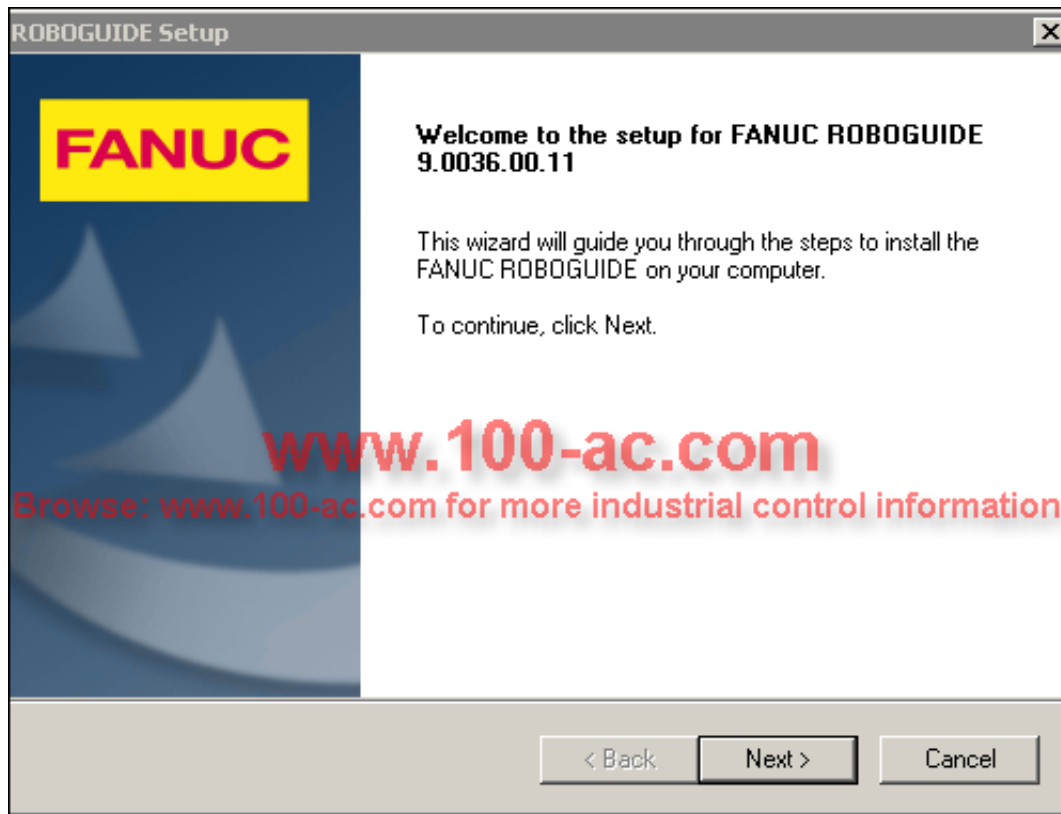 ROBOGUIDE Setup
FANUC
Welcome to the setup for FANUC ROBOGUIDE
9.0036.00.11
This wizard will guide you through the steps to install the
FANUC ROBOGUIDE on your computer.
To continue, click Next.
www.100-ac.com
Browse: www.100-ac.com for more industrial control information
< Back
Next >
Cancel